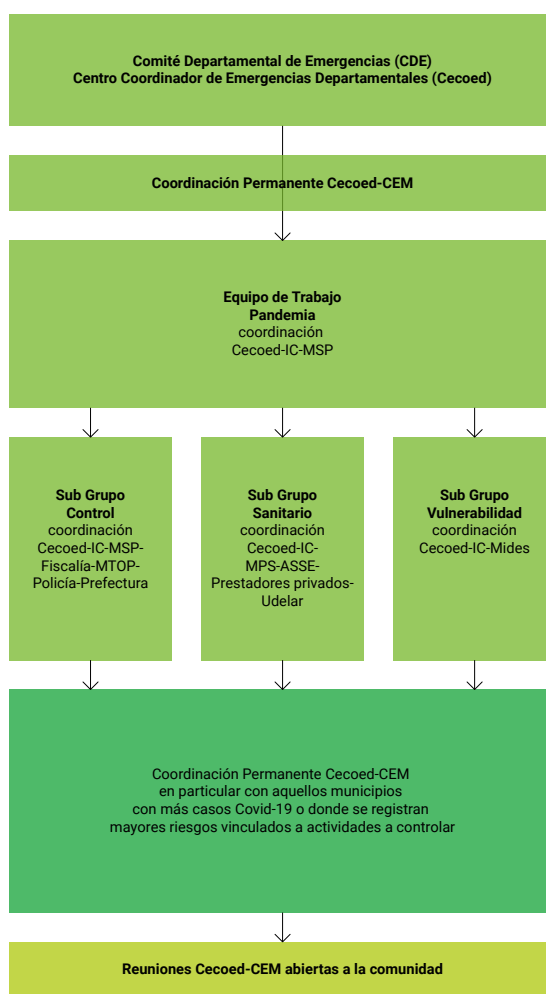 Comité Departamental de Emergencias (CDE)
Centro Coordinador de Emergencias Departamentales (Cecoed)
Coordinación Permanente Cecoed-CEM
Equipo de Trabajo
Pandemia
coordinación
Cecoed-IC-MSP
Sub Grupo
Control
coordinación
Cecoed-IC-MSP-
Fiscalía-MTOP-
Policía-Prefectura
Sub Grupo
Sanitario
coordinación
Cecoed-IC-
MPS-ASSE-
Prestadores privados-
Udelar
Sub Grupo
Vulnerabilidad
coordinación
Cecoed-IC-Mides
Coordinación Permanente Cecoed-CEM
en particular con aquellos municipios
con más casos Covid-19 o donde se registran
mayores riesgos vinculados a actividades a controlar
Reuniones Cecoed-CEM abiertas a la comunidad